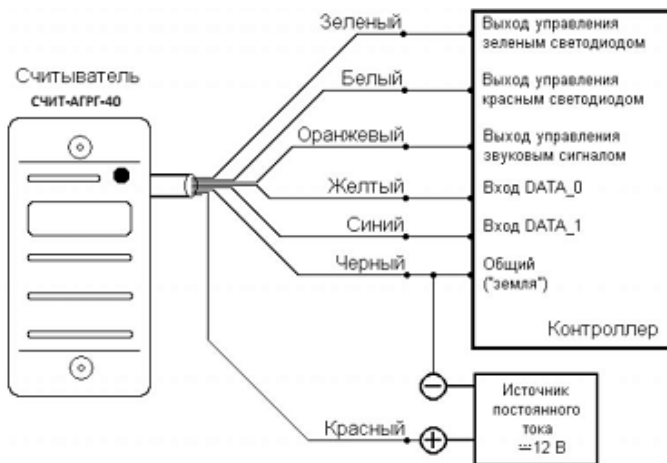 Считыватель
СЧИТ-АГРГ-40
Зеленый
Белый
Оранжевый
Желтый
Синий
Черный
Красный
Выход управления
зеленым светодиодом
Выход управления
красным светодиодом
Выход управления
звуковым сигналом
Вход DATA_0
Вход DATA_1
Общий
("земля")
Контроллер
−
+
Источник
постоянного
тока
⎓12 В